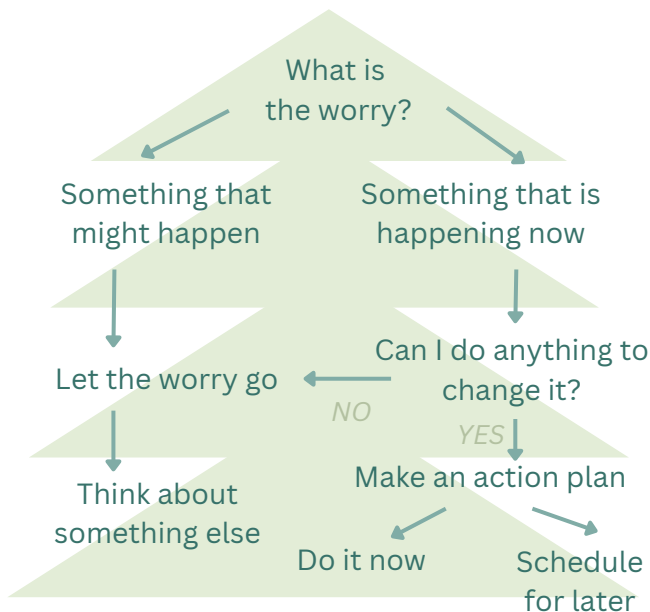 What is
the worry?
Something that
might happen
Something that is
happening now
Let the worry go
Can I do anything to
change it?
NO
YES
Think about
something else
Make an action plan
Do it now
Schedule
for later